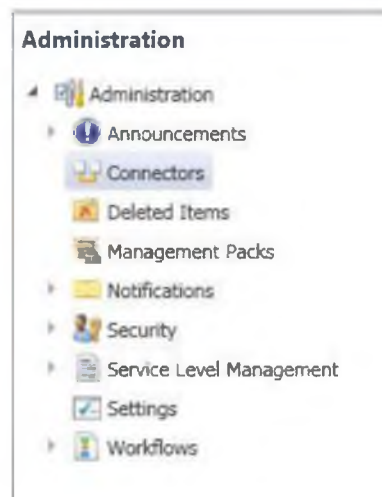 Administration
Administration
Announcements
Connectors
Deleted Items
Management Packs
Notifications
Security
Service Level Management
Settings
Workflows